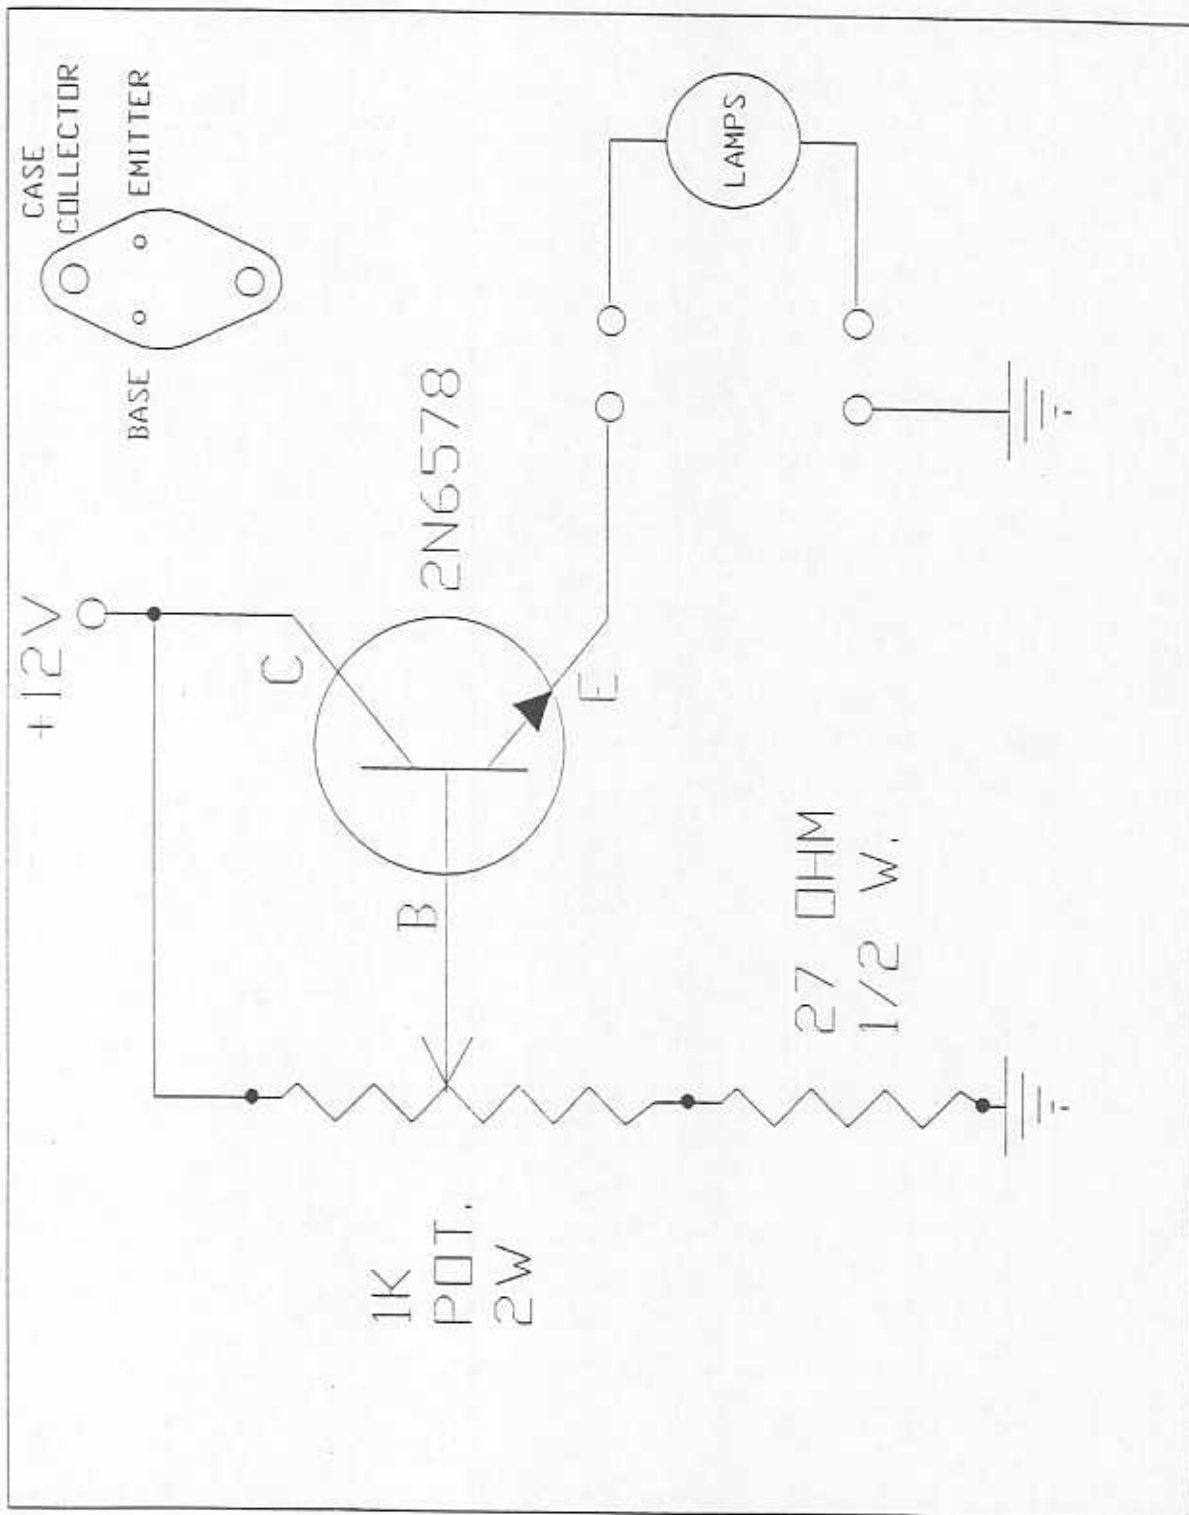 +12V
CASE
COLLECTOR
BASE
EMITTER
C
2N6578
B
E
1K
POT.
2W
27 OHM
1/2 W.
LAMPS